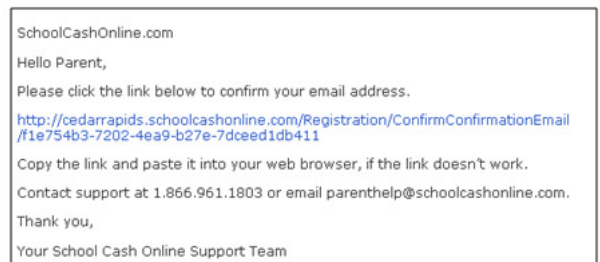 SchoolCashOnline.com
Hello Parent,
Please click the link below to confirm your email address.
http://cedarrapids.schoolcashonline.com/Registration/ConfirmConfirmationEmail
/f1e754b3-7202-4ea9-b27e-7dceed1db411
Copy the link and paste it into your web browser, if the link doesn't work.
Contact support at 1.866.961.1803 or email parenthelp@schoolcashonline.com.
Thank you,
Your School Cash Online Support Team